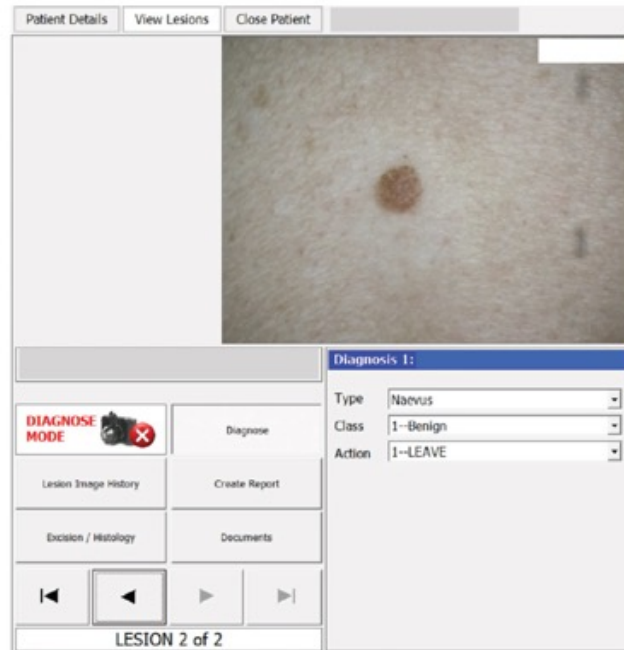 Patient Details View Lesions Close Patient
Diagnosis 1:
Type Naevus
Class 1--Benign
Action 1--LEAVE
DIAGNOSE
MODE
Diagnose
Lesion Image History Create Report
Excision / Histology Documents
LESION 2 of 2